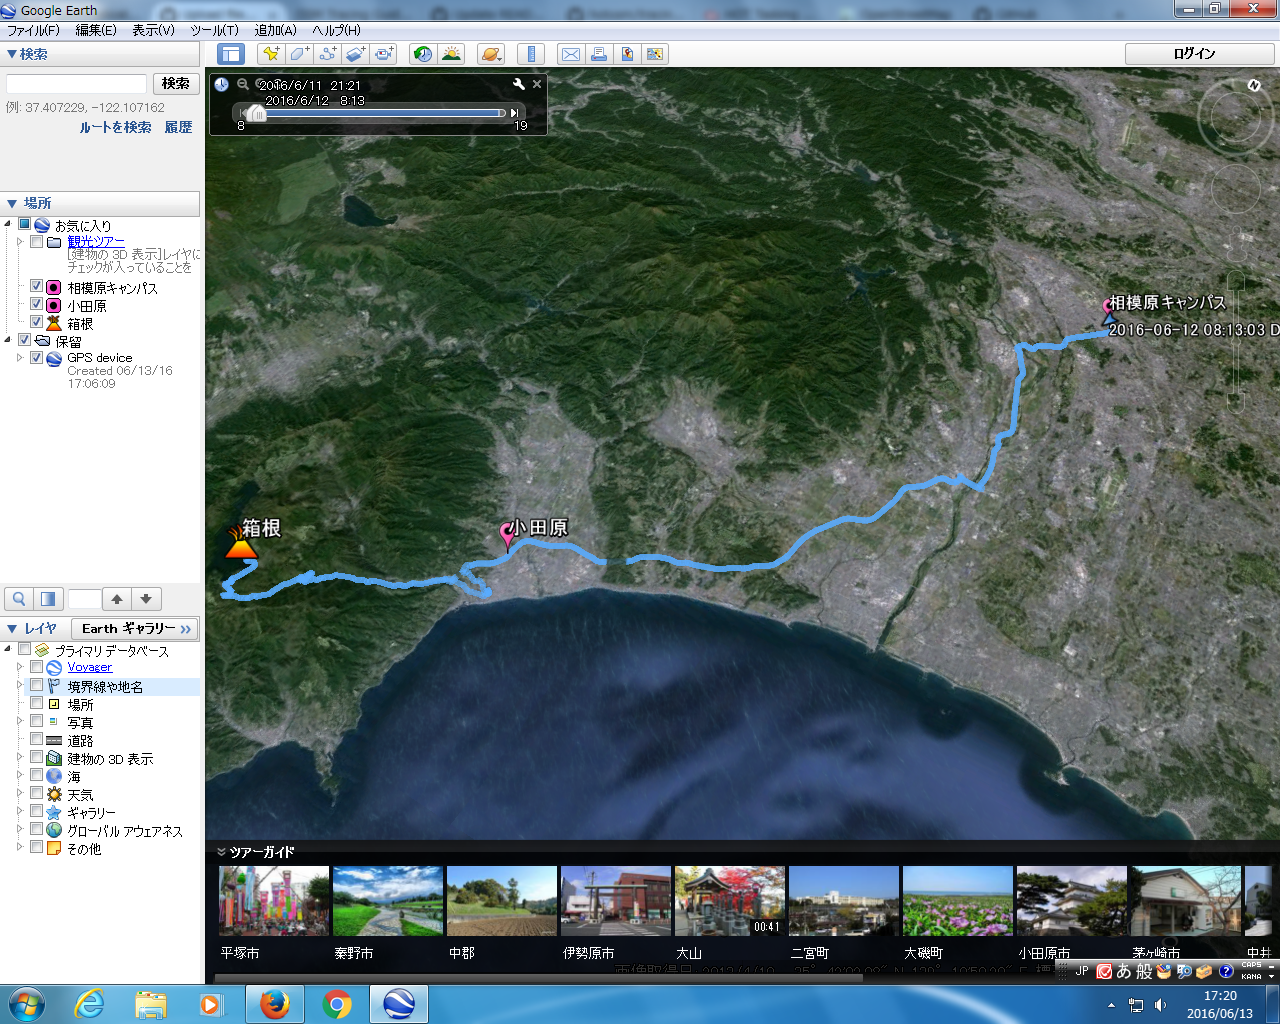 Google Earth
ファイル(F) 編集(E) 表示(V) ツール(T) 追加(A) ヘルプ(H)
検索
ログイン
検索
例: 37.407229, -122.107162
ルートを検索 履歴
2016/6/11 21:21
2016/6/12 8:13
8
19
N
場所
お気に入り
観光ツアー
[建物の 3D 表示]レイヤに
チェックが入っていることを
相模原キャンパス
小田原
箱根
保留
GPS device
Created 06/13/16
17:06:09
相模原キャンパス
2016-06-12 08:13:03 D
箱根
小田原
レイヤ
Earth ギャラリー >>
プライマリ データベース
Voyager
境界線や地名
場所
写真
道路
建物の 3D 表示
海
天気
ギャラリー
グローバル アウェアネス
その他
ツアーガイド
00:41
平塚市
秦野市
中郡
伊勢原市
大山
二宮町
大磯町
小田原市
茅ヶ崎市
中井
JP あ 般
CAPS
KANA
17:20
2016/06/13